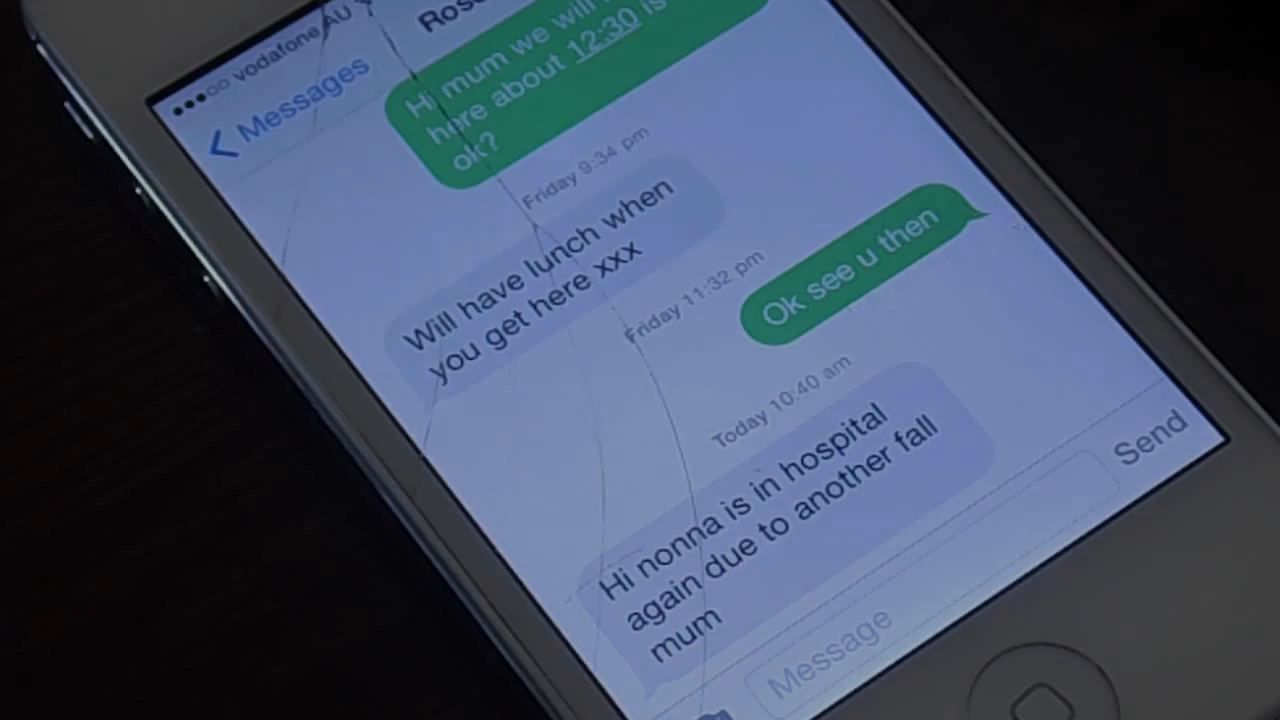 vodafone AU
Messages
Hi mum we will
here about 12:30 is
ok?
Friday 9:34 pm
Will have lunch when
you get here xxx
Friday 11:32 pm
Ok see u then
Today 10:40 am
Hi nonna is in hospital
again due to another fall
mum
Message
Send